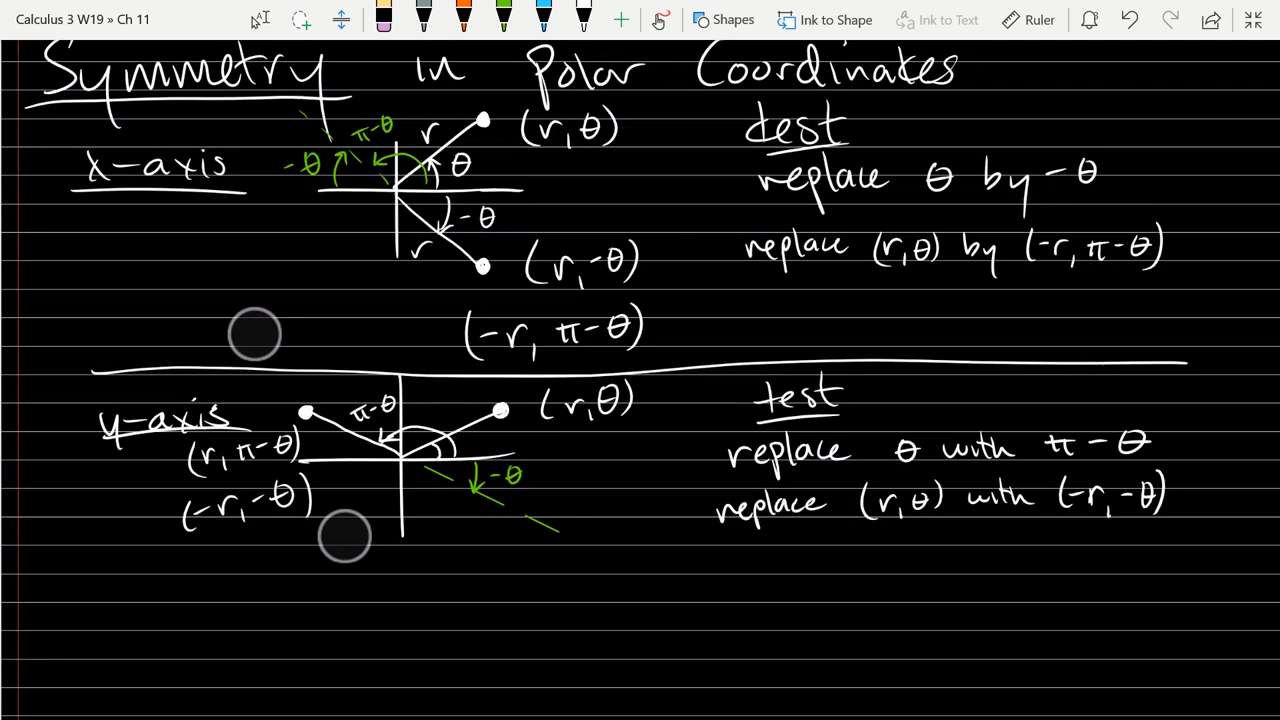 Calculus 3 W19 » Ch 11
Shapes
Ink to Shape
Ink to Text
Ruler
Symmetry in Polar Coordinates
x-axis
-θ
π-θ
r
θ
(r, θ)
-θ
r
(r, -θ)
(-r, π-θ)
test
replace θ by -θ
replace (r, θ) by (-r, π-θ)
y-axis
(r, π-θ)
(-r, -θ)
π-θ
(r, θ)
-θ
test
replace θ with π - θ
replace (r, θ) with (-r, -θ)